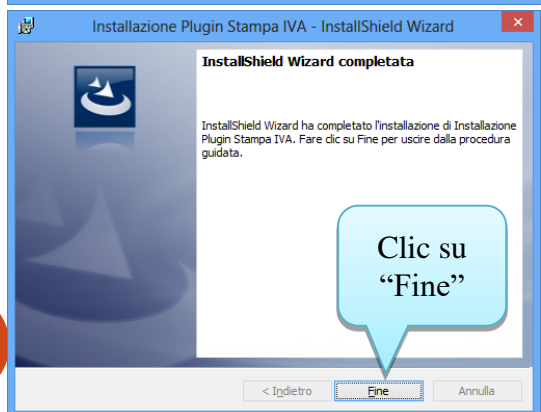 Installazione Plugin Stampa IVA - InstallShield Wizard
InstallShield Wizard completata
InstallShield Wizard ha completato l'installazione di Installazione
Plugin Stampa IVA. Fare clic su Fine per uscire dalla procedura
guidata.
Clic su
“Fine”
< Indietro
Fine
Annulla